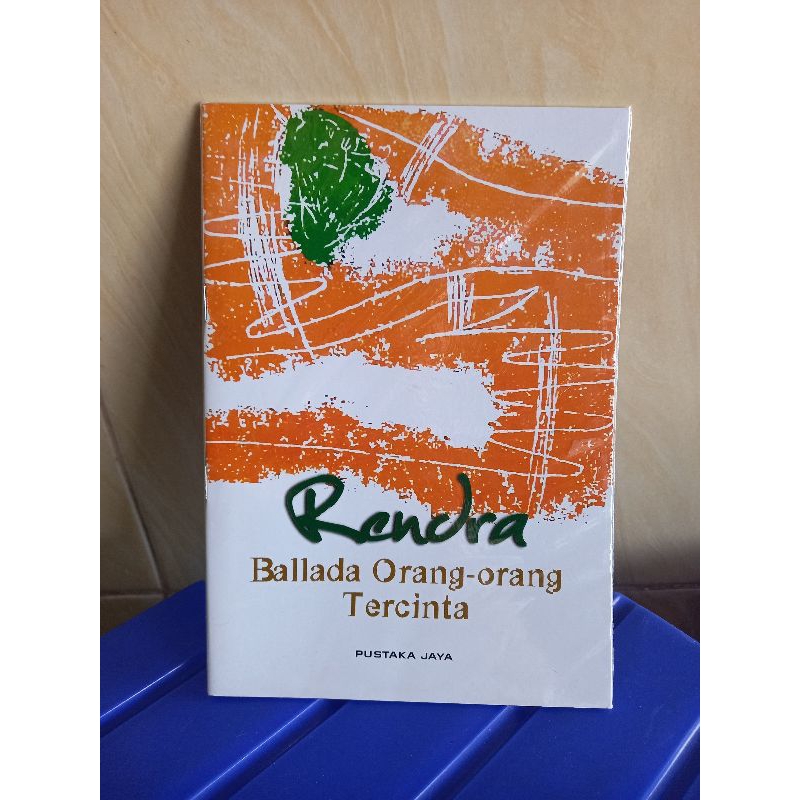 Rendra
Ballada Orang-orang
Tercinta
PUSTAKA JAYA